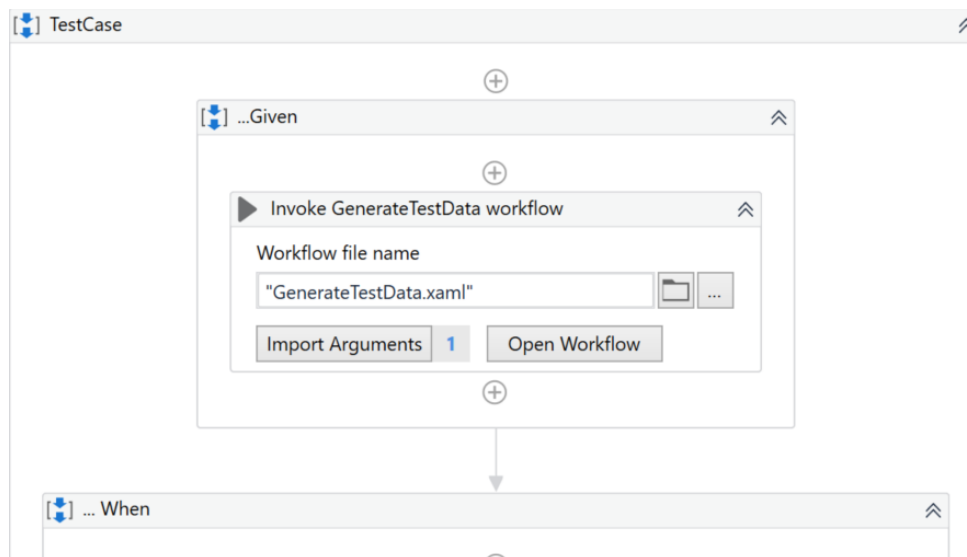 TestCase
...Given
Invoke GenerateTestData workflow
Workflow file name
"GenerateTestData.xaml"
...
Import Arguments 1 Open Workflow
... When